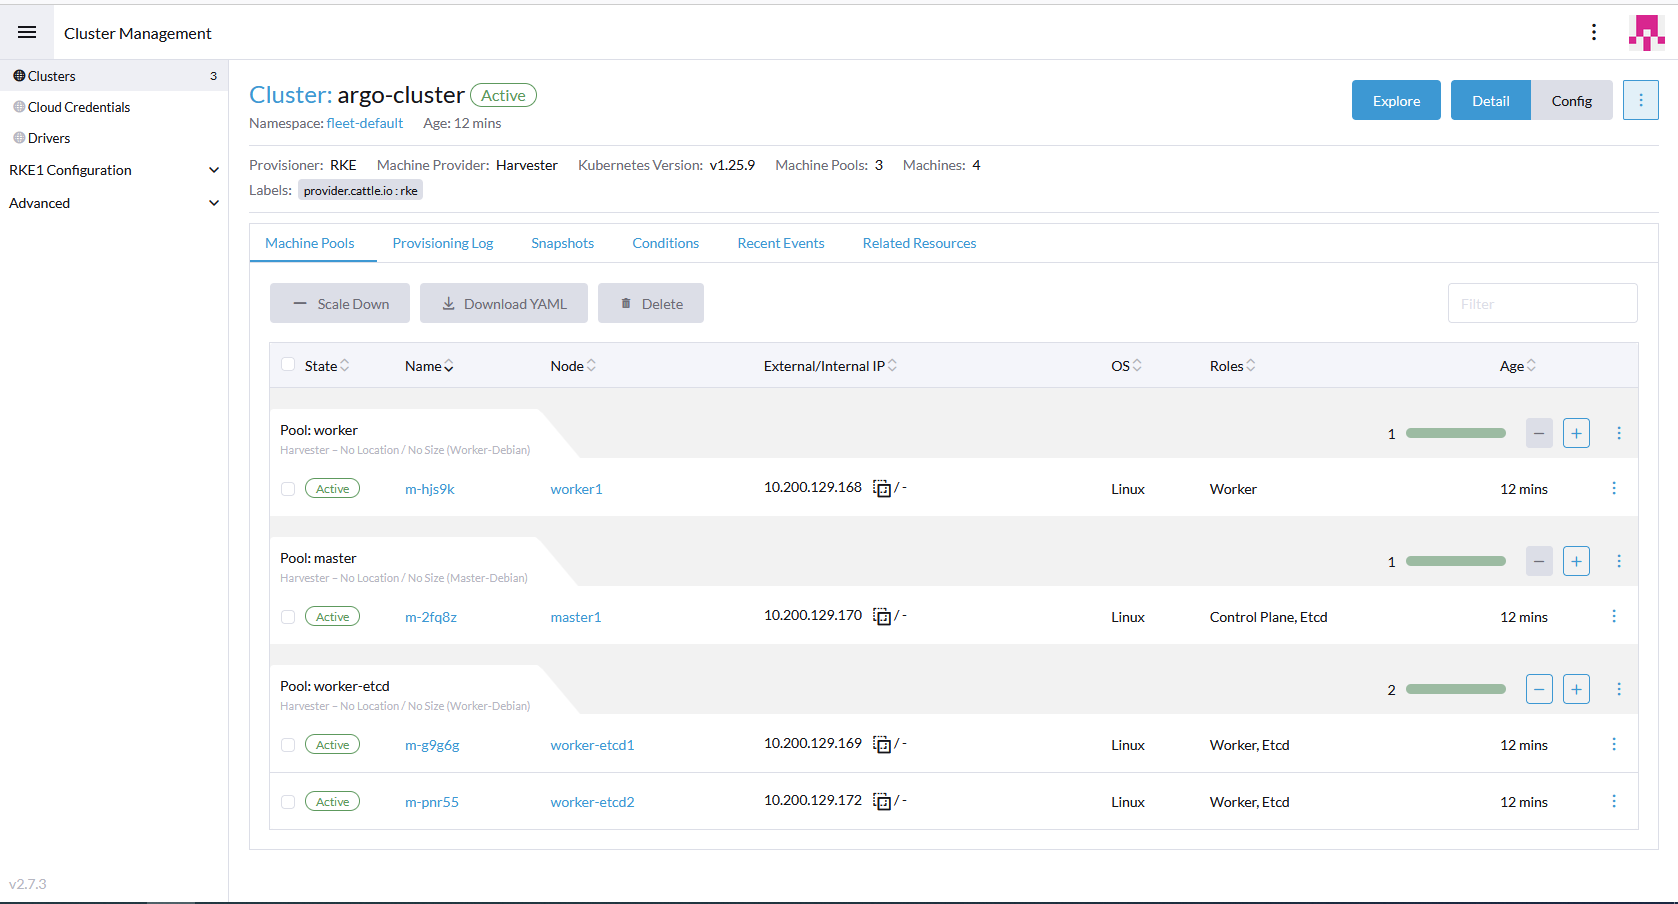 Cluster Management
Clusters 3
Cloud Credentials
Drivers
RKE1 Configuration
Advanced
v2.7.3
Cluster: argo-cluster Active
Namespace: fleet-default Age: 12 mins
Explore Detail Config
Provisioner: RKE Machine Provider: Harvester Kubernetes Version: v1.25.9 Machine Pools: 3 Machines: 4
Labels: provider.cattle.io : rke
Machine Pools Provisioning Log Snapshots Conditions Recent Events Related Resources
Scale Down Download YAML Delete Filter
State Name Node External/Internal IP OS Roles Age
Pool: worker 1
Harvester – No Location / No Size (Worker-Debian)
Active m-hjs9k worker1 10.200.129.168 / - Linux Worker 12 mins
Pool: master 1
Harvester – No Location / No Size (Master-Debian)
Active m-2fq8z master1 10.200.129.170 / - Linux Control Plane, Etcd 12 mins
Pool: worker-etcd 2
Harvester – No Location / No Size (Worker-Debian)
Active m-g9g6g worker-etcd1 10.200.129.169 / - Linux Worker, Etcd 12 mins
Active m-pnr55 worker-etcd2 10.200.129.172 / - Linux Worker, Etcd 12 mins